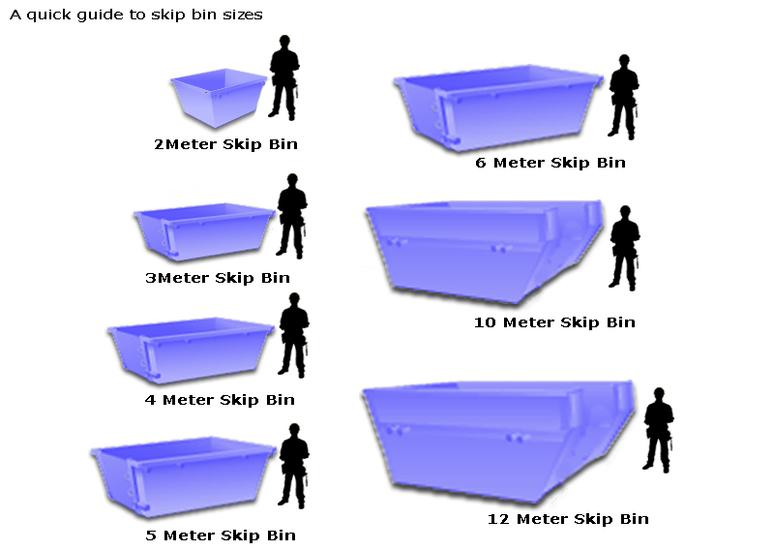 A quick guide to skip bin sizes
2Meter Skip Bin
3Meter Skip Bin
4 Meter Skip Bin
5 Meter Skip Bin
6 Meter Skip Bin
10 Meter Skip Bin
12 Meter Skip Bin